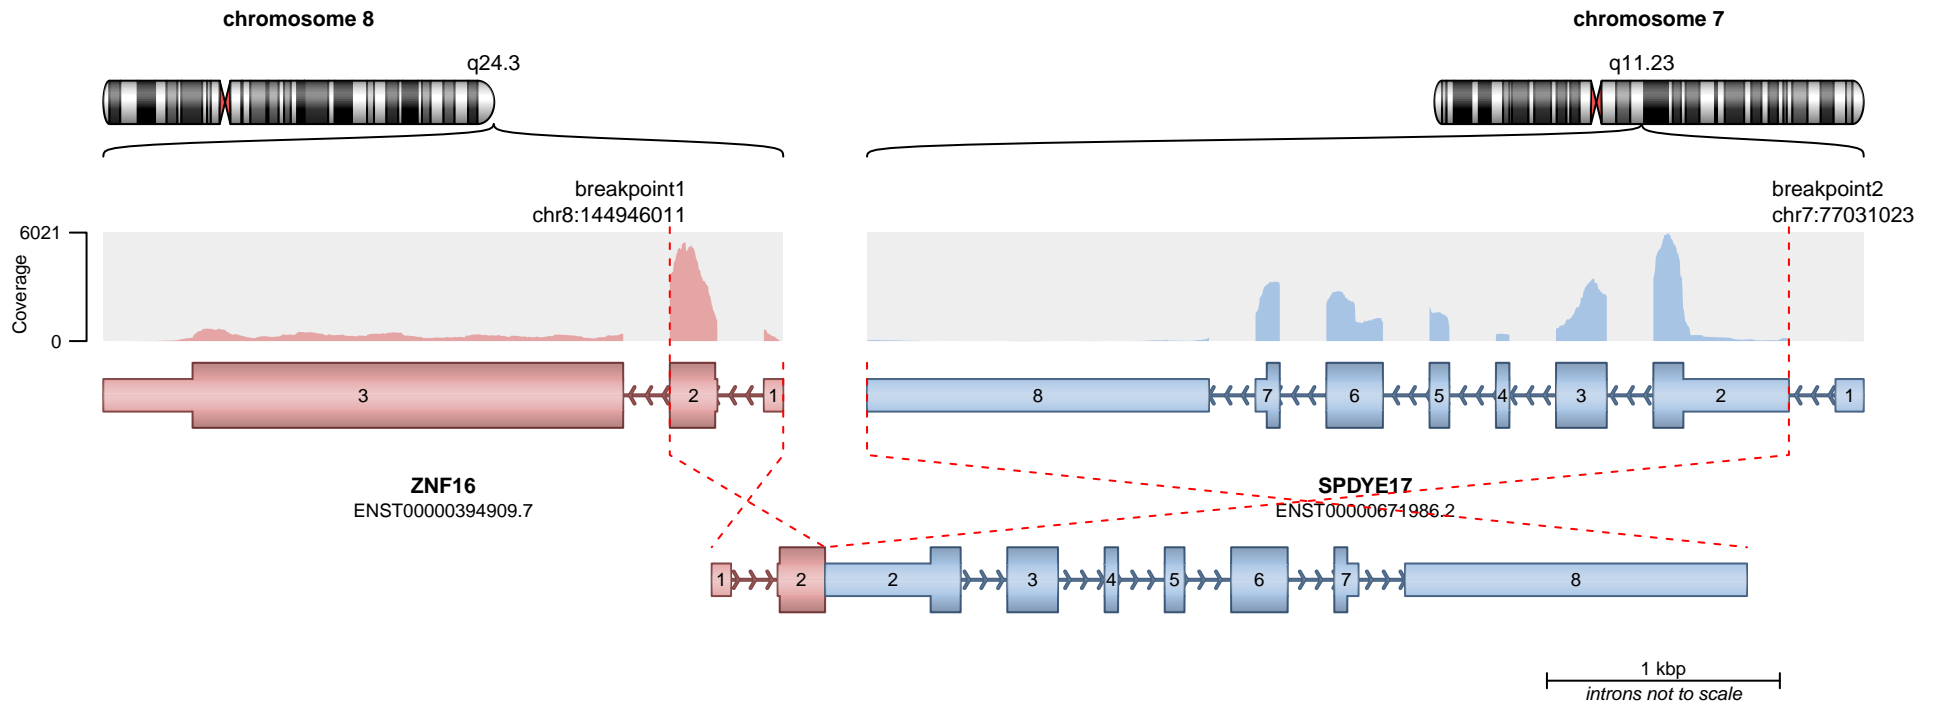 chromosome 8
chromosome 7
q24.3
q11.23
breakpoint1
chr8:144946011
breakpoint2
chr7:77031023
6021
Coverage
0
3
2
1
8
7
6
5
4
3
2
1
ZNF16
ENST00000394909.7
SPDYE17
ENST00000671986.2
1
2
2
3
4
5
6
7
8
1 kbp
introns not to scale